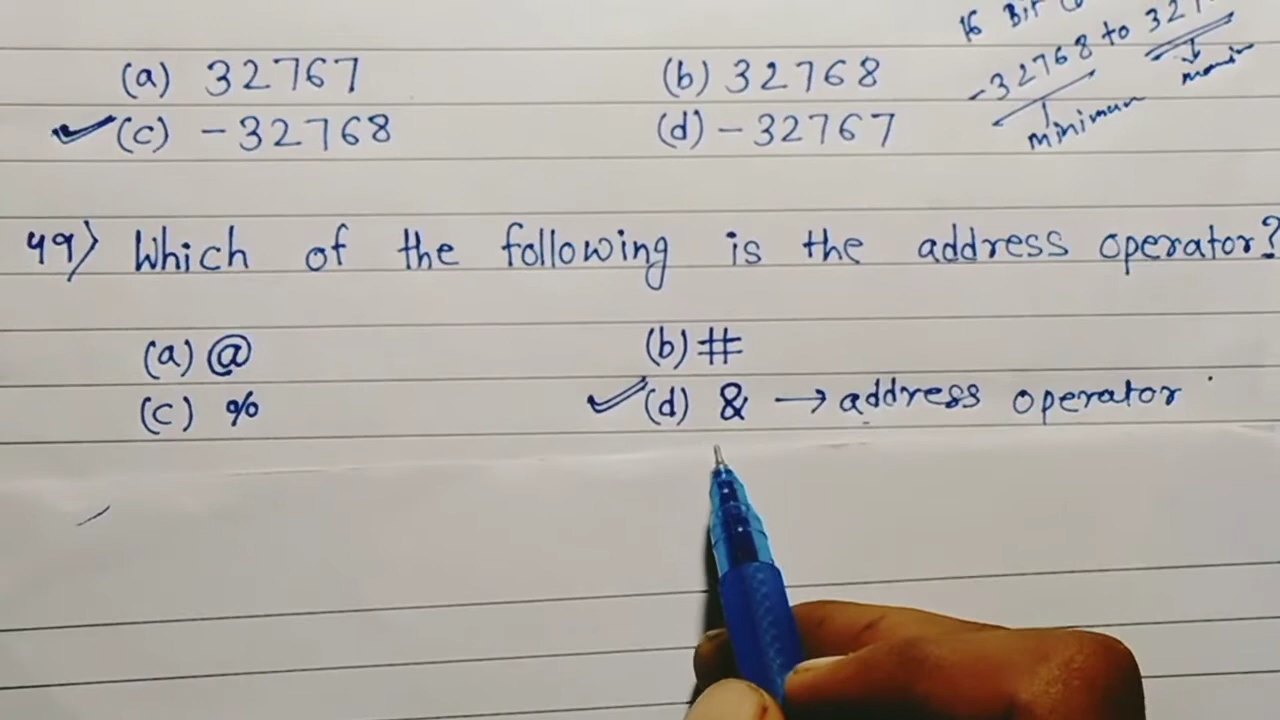 16 Bit
-32768 to 327
minimum
(a) 32767 (b) 32768
✓(c) -32768 (d) -32767
49) Which of the following is the address operator?
(a) @ (b) #
(c) % ✓(d) & → address operator